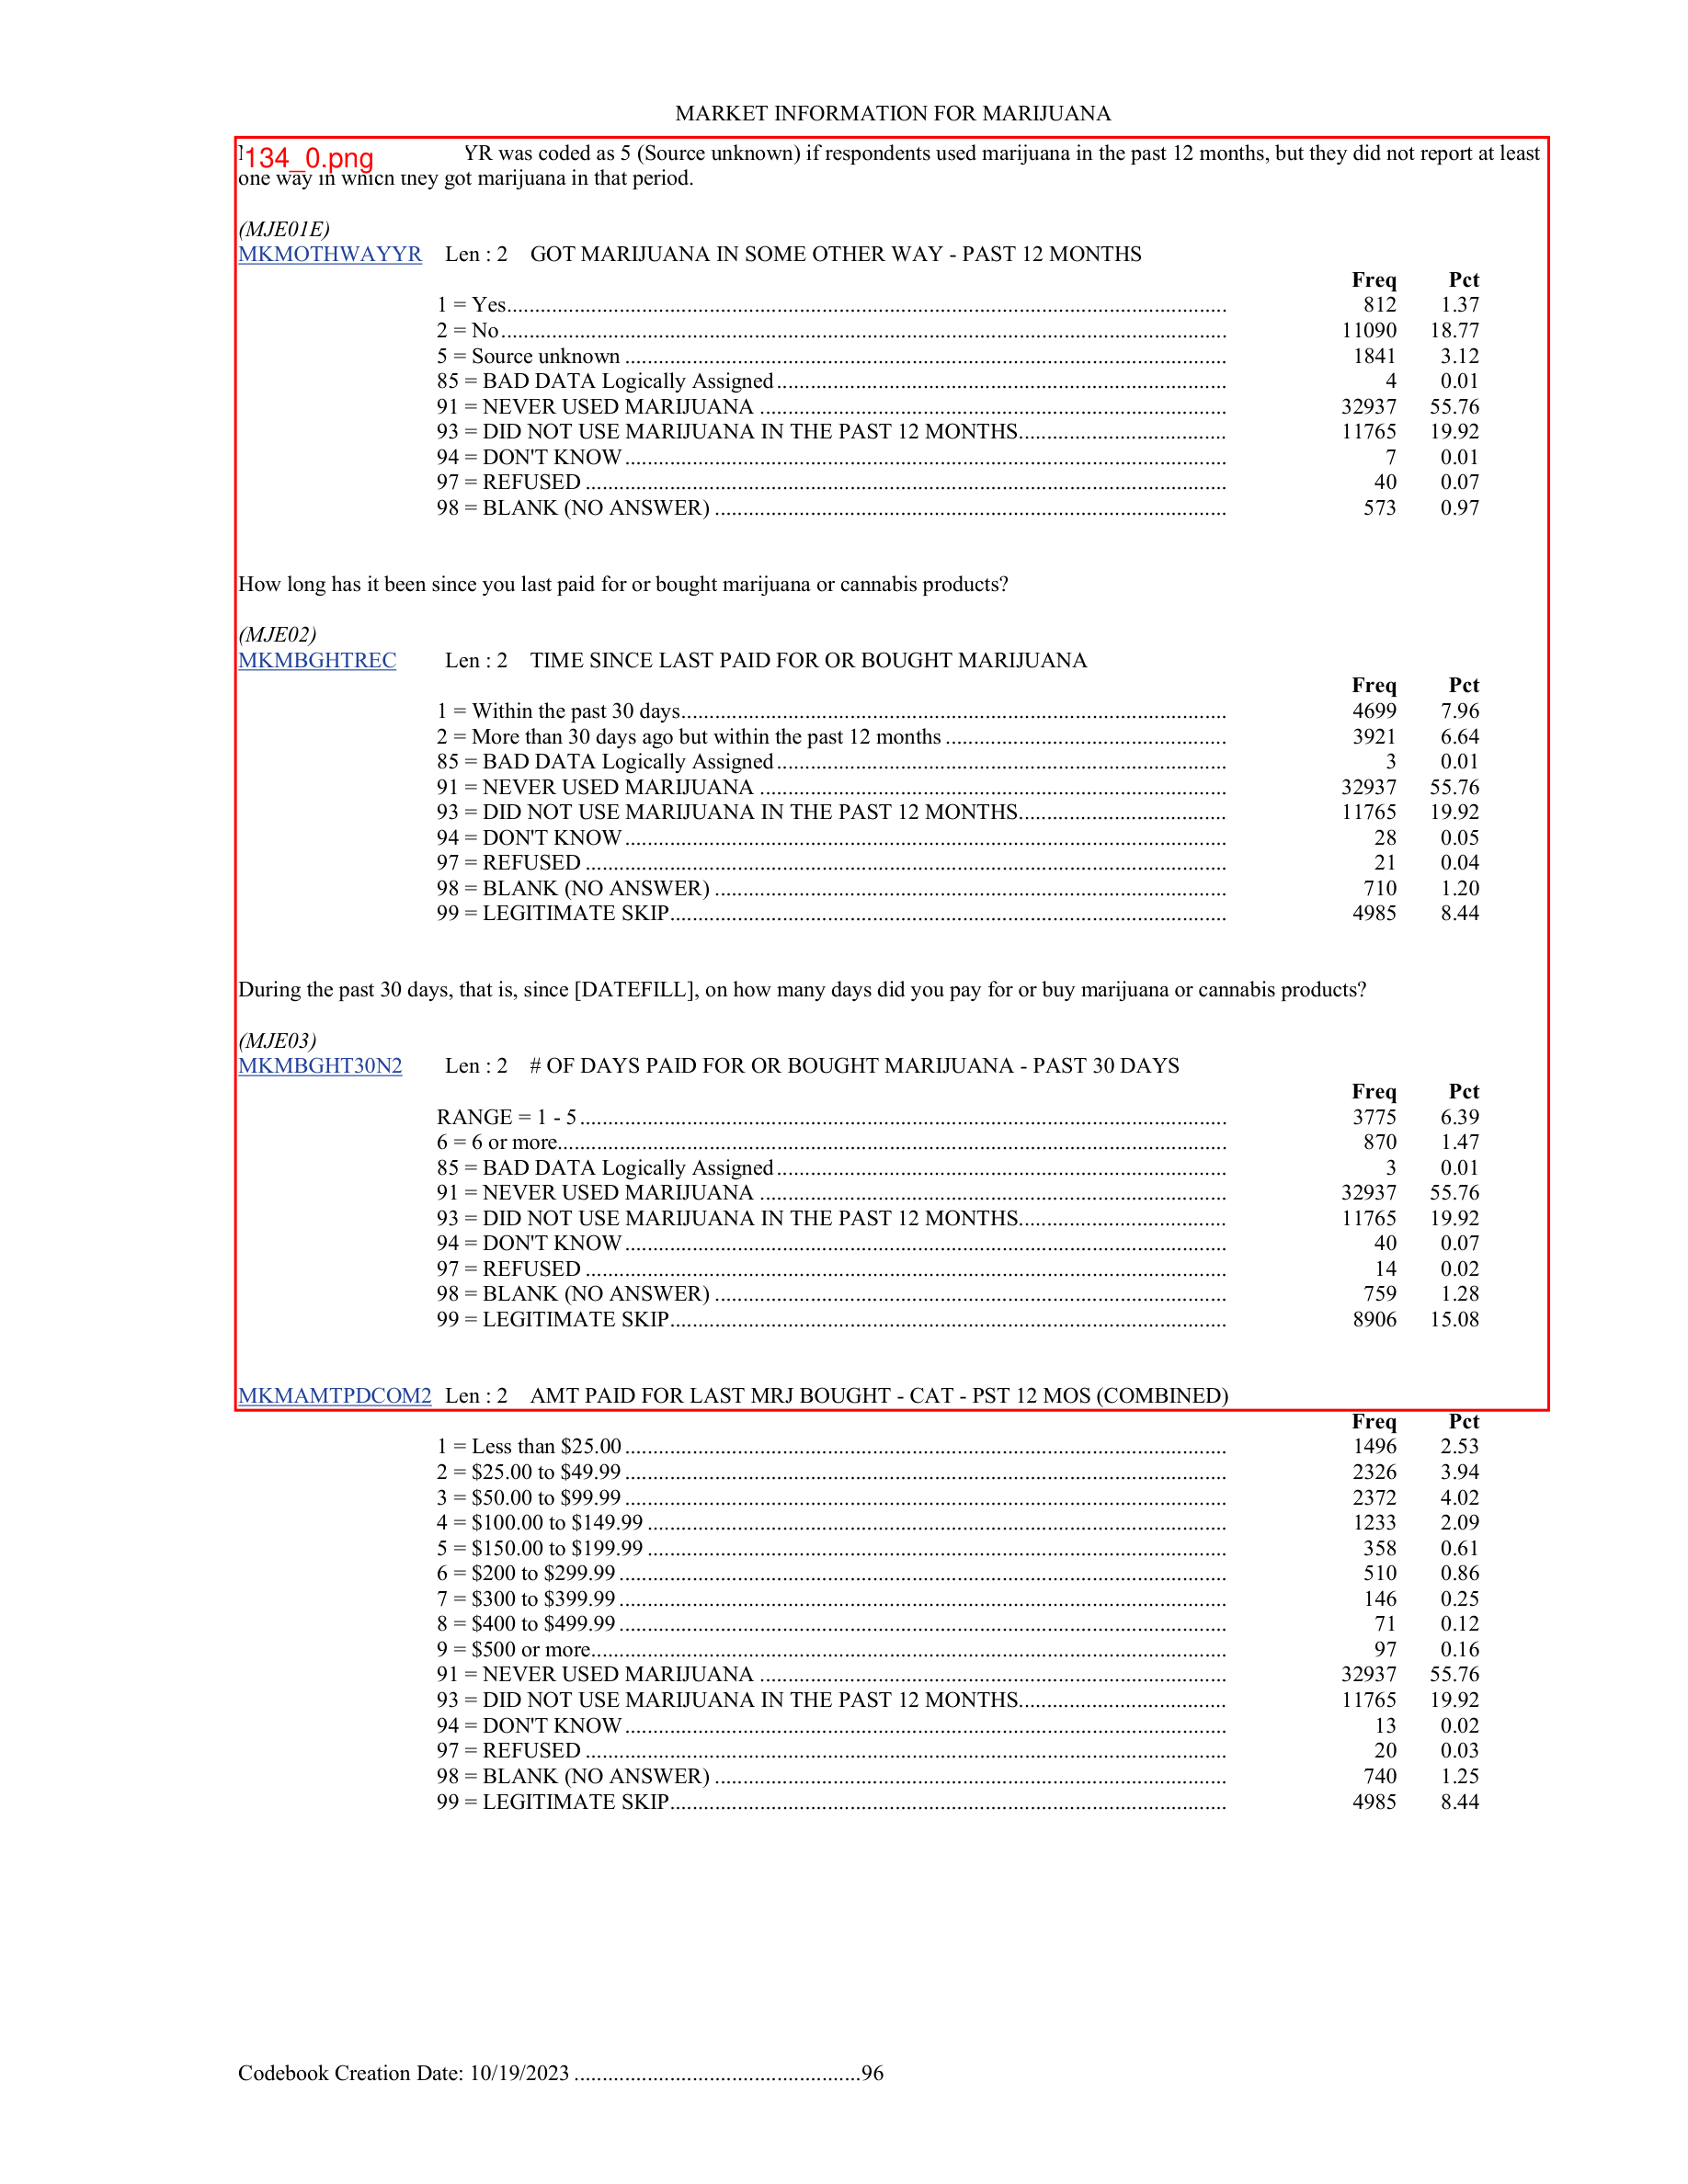 MARKET INFORMATION FOR MARIJUANA
134_0.png YR was coded as 5 (Source unknown) if respondents used marijuana in the past 12 months, but they did not report at least
one way in which they got marijuana in that period.
(MJE01E)
MKMOTHWAYYR Len : 2 GOT MARIJUANA IN SOME OTHER WAY - PAST 12 MONTHS
Freq Pct
1 = Yes 812 1.37
2 = No 11090 18.77
5 = Source unknown 1841 3.12
85 = BAD DATA Logically Assigned 4 0.01
91 = NEVER USED MARIJUANA 32937 55.76
93 = DID NOT USE MARIJUANA IN THE PAST 12 MONTHS 11765 19.92
94 = DON'T KNOW 7 0.01
97 = REFUSED 40 0.07
98 = BLANK (NO ANSWER) 573 0.97
How long has it been since you last paid for or bought marijuana or cannabis products?
(MJE02)
MKMBGHTREC Len : 2 TIME SINCE LAST PAID FOR OR BOUGHT MARIJUANA
Freq Pct
1 = Within the past 30 days 4699 7.96
2 = More than 30 days ago but within the past 12 months 3921 6.64
85 = BAD DATA Logically Assigned 3 0.01
91 = NEVER USED MARIJUANA 32937 55.76
93 = DID NOT USE MARIJUANA IN THE PAST 12 MONTHS 11765 19.92
94 = DON'T KNOW 28 0.05
97 = REFUSED 21 0.04
98 = BLANK (NO ANSWER) 710 1.20
99 = LEGITIMATE SKIP 4985 8.44
During the past 30 days, that is, since [DATEFILL], on how many days did you pay for or buy marijuana or cannabis products?
(MJE03)
MKMBGHT30N2 Len : 2 # OF DAYS PAID FOR OR BOUGHT MARIJUANA - PAST 30 DAYS
Freq Pct
RANGE = 1 - 5 3775 6.39
6 = 6 or more 870 1.47
85 = BAD DATA Logically Assigned 3 0.01
91 = NEVER USED MARIJUANA 32937 55.76
93 = DID NOT USE MARIJUANA IN THE PAST 12 MONTHS 11765 19.92
94 = DON'T KNOW 40 0.07
97 = REFUSED 14 0.02
98 = BLANK (NO ANSWER) 759 1.28
99 = LEGITIMATE SKIP 8906 15.08
MKMAMTPDCOM2 Len : 2 AMT PAID FOR LAST MRJ BOUGHT - CAT - PST 12 MOS (COMBINED)
Freq Pct
1 = Less than $25.00 1496 2.53
2 = $25.00 to $49.99 2326 3.94
3 = $50.00 to $99.99 2372 4.02
4 = $100.00 to $149.99 1233 2.09
5 = $150.00 to $199.99 358 0.61
6 = $200 to $299.99 510 0.86
7 = $300 to $399.99 146 0.25
8 = $400 to $499.99 71 0.12
9 = $500 or more 97 0.16
91 = NEVER USED MARIJUANA 32937 55.76
93 = DID NOT USE MARIJUANA IN THE PAST 12 MONTHS 11765 19.92
94 = DON'T KNOW 13 0.02
97 = REFUSED 20 0.03
98 = BLANK (NO ANSWER) 740 1.25
99 = LEGITIMATE SKIP 4985 8.44
Codebook Creation Date: 10/19/2023 96